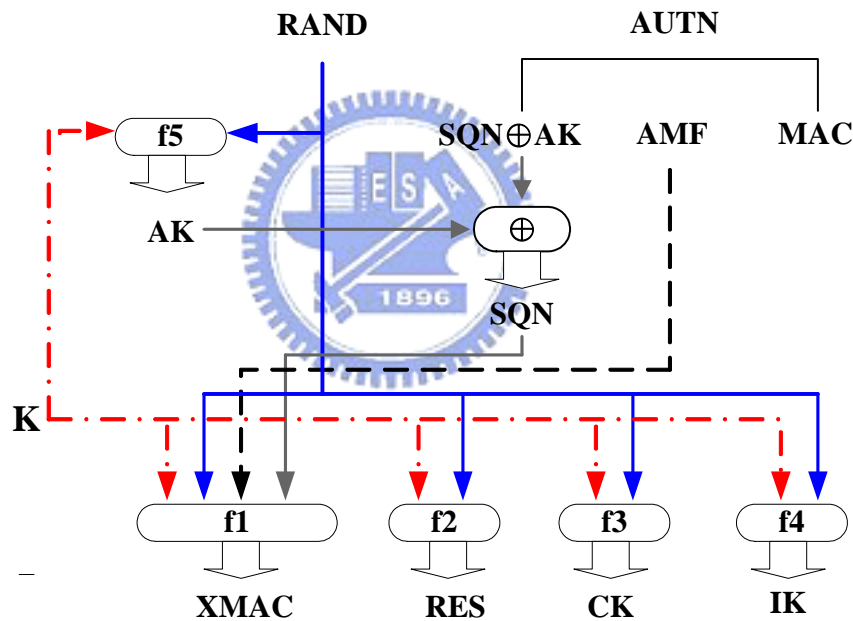 RAND AUTN
f5 SQN⊕AK AMF MAC
E S A
AK ⊕
1896
SQN
K
f1 f2 f3 f4
XMAC RES CK IK